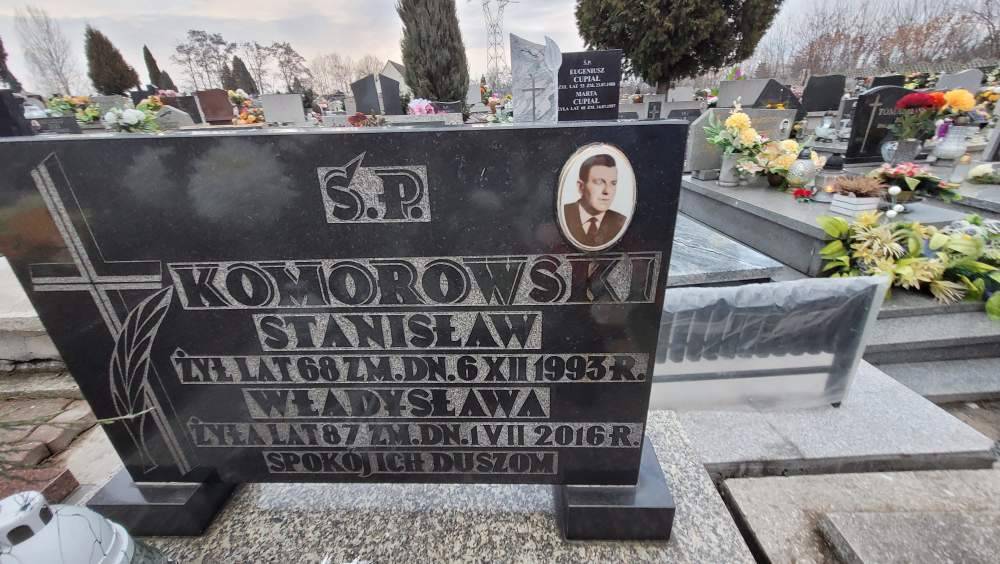 Ś.P.
KOMOROWSKI
STANISŁAW
ŻYŁ LAT 68 ZM. DN. 6 XII 1993 R.
WŁADYSŁAWA
ŻYŁA LAT 87 ZM. DN. 1 VII 2016 R.
SPOKÓJ ICH DUSZOM
Ś.P.
EUGENIUSZ
CUPIAŁ
MARTA
CUPIAŁ